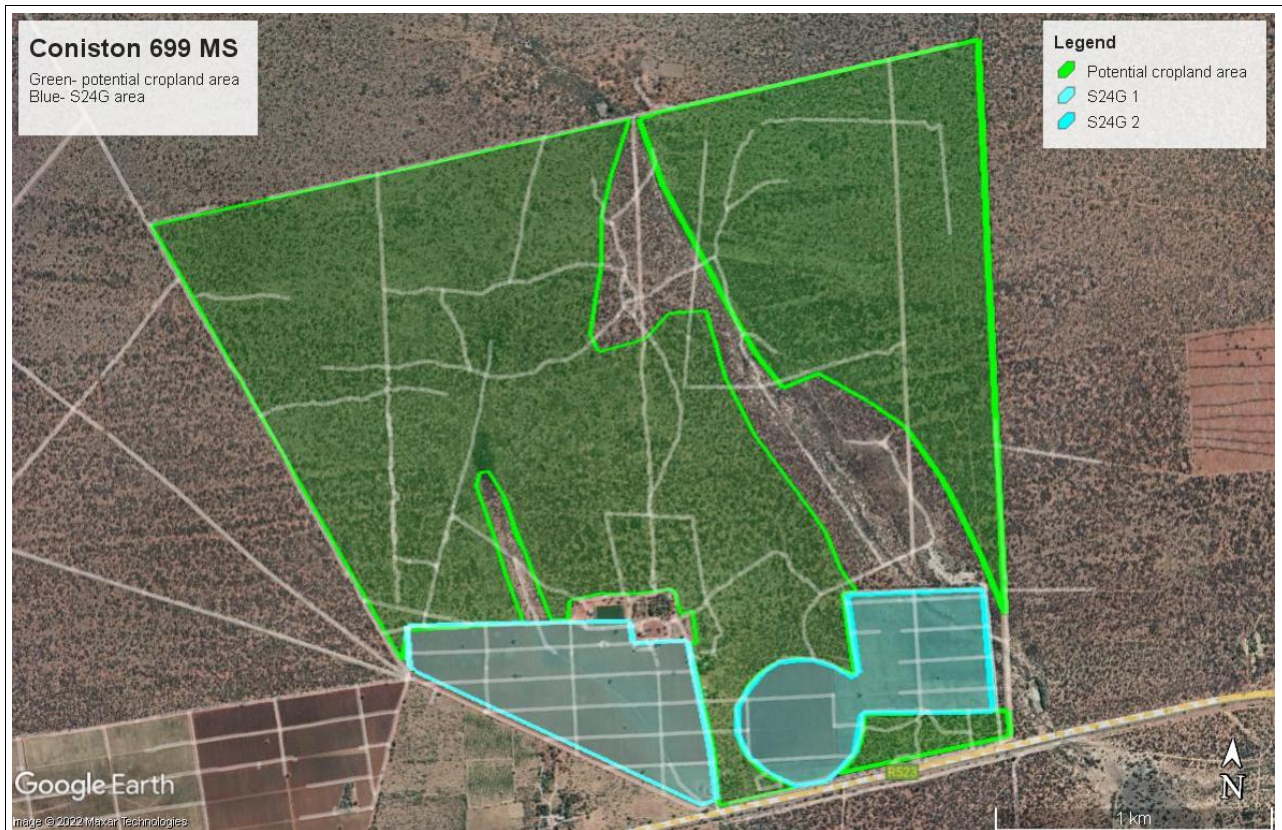 Coniston 699 MS
Green- potential cropland area
Blue- S24G area
Legend
Potential cropland area
S24G 1
S24G 2
R523
N
1 km
Google Earth
mage © 2022 Maxar Technologies